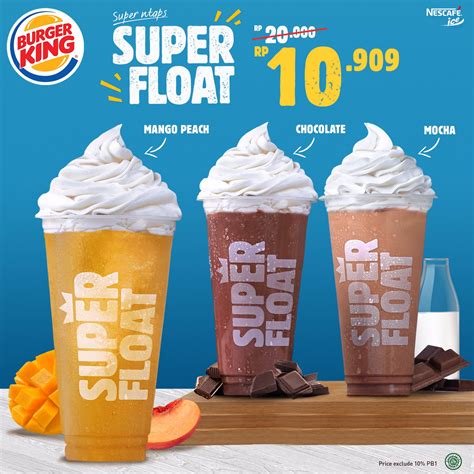 BURGER
KING
Super ntaps
SUPER
FLOAT
RP 20.000
RP 10.909
NESCAFÉ
ice
MANGO PEACH
CHOCOLATE
MOCHA
SUPER
FLOAT
SUPER
FLOAT
SUPER
FLOAT
Price exclude 10% PB1